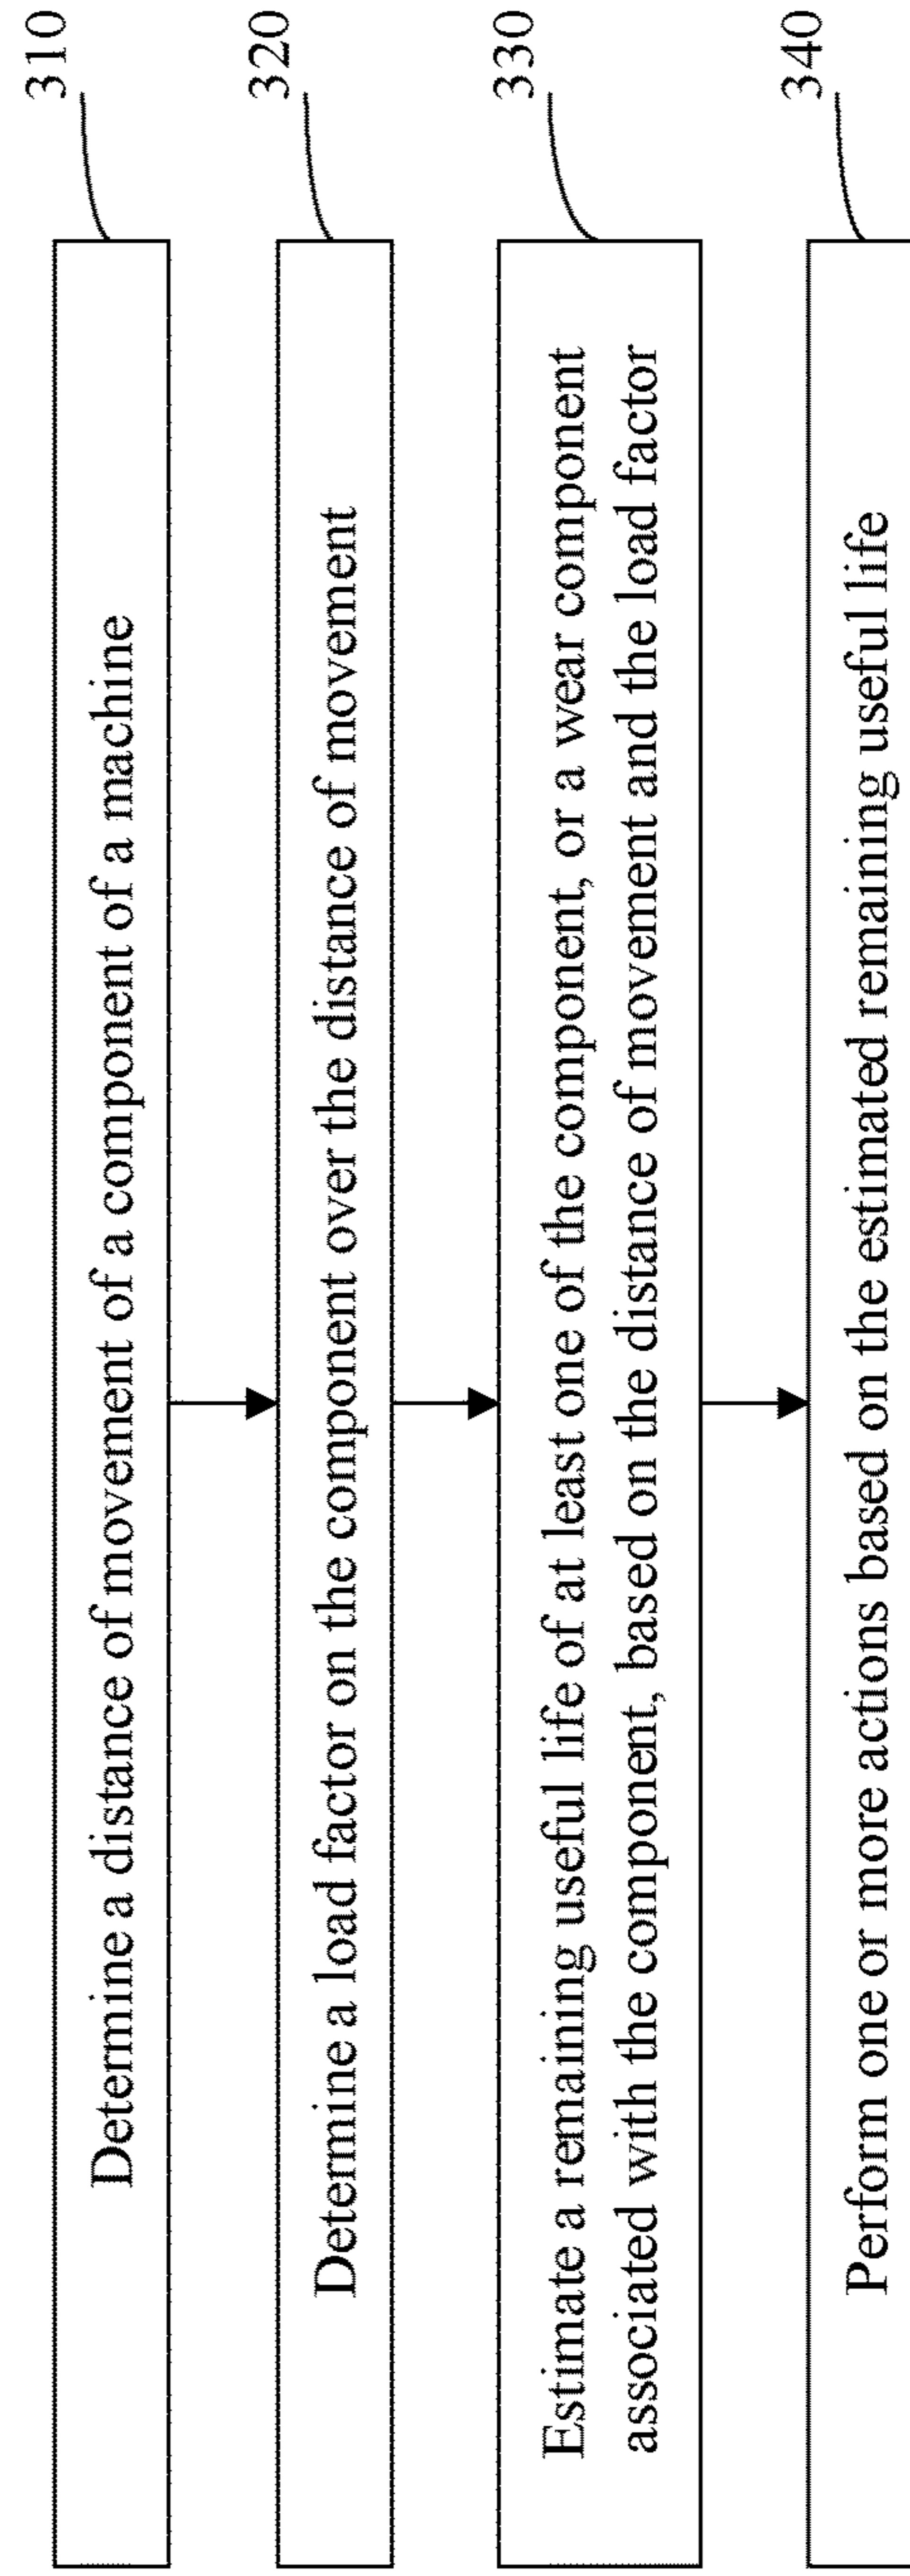 Determine a distance of movement of a component of a machine
310
Determine a load factor on the component over the distance of movement
320
Estimate a remaining useful life of at least one of the component, or a wear component
associated with the component, based on the distance of movement and the load factor
330
Perform one or more actions based on the estimated remaining useful life
340